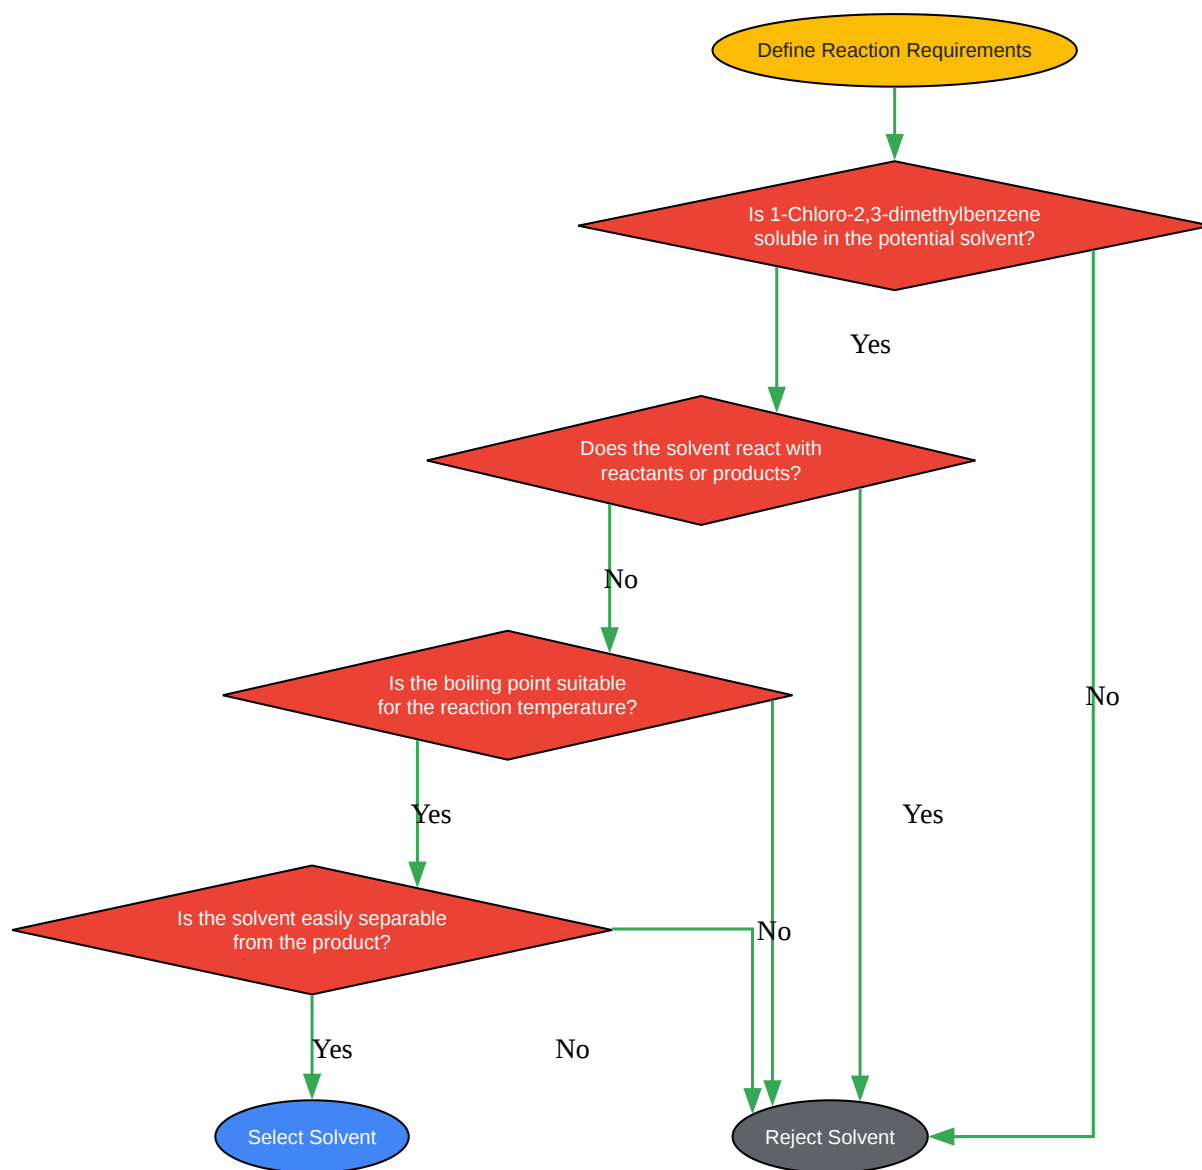 Define Reaction Requirements
Is 1-Chloro-2,3-dimethylbenzene
soluble in the potential solvent?
Yes
Does the solvent react with
reactants or products?
No
Is the boiling point suitable
for the reaction temperature?
No
Yes
Yes
Is the solvent easily separable
from the product?
No
Yes
No
Select Solvent
Reject Solvent